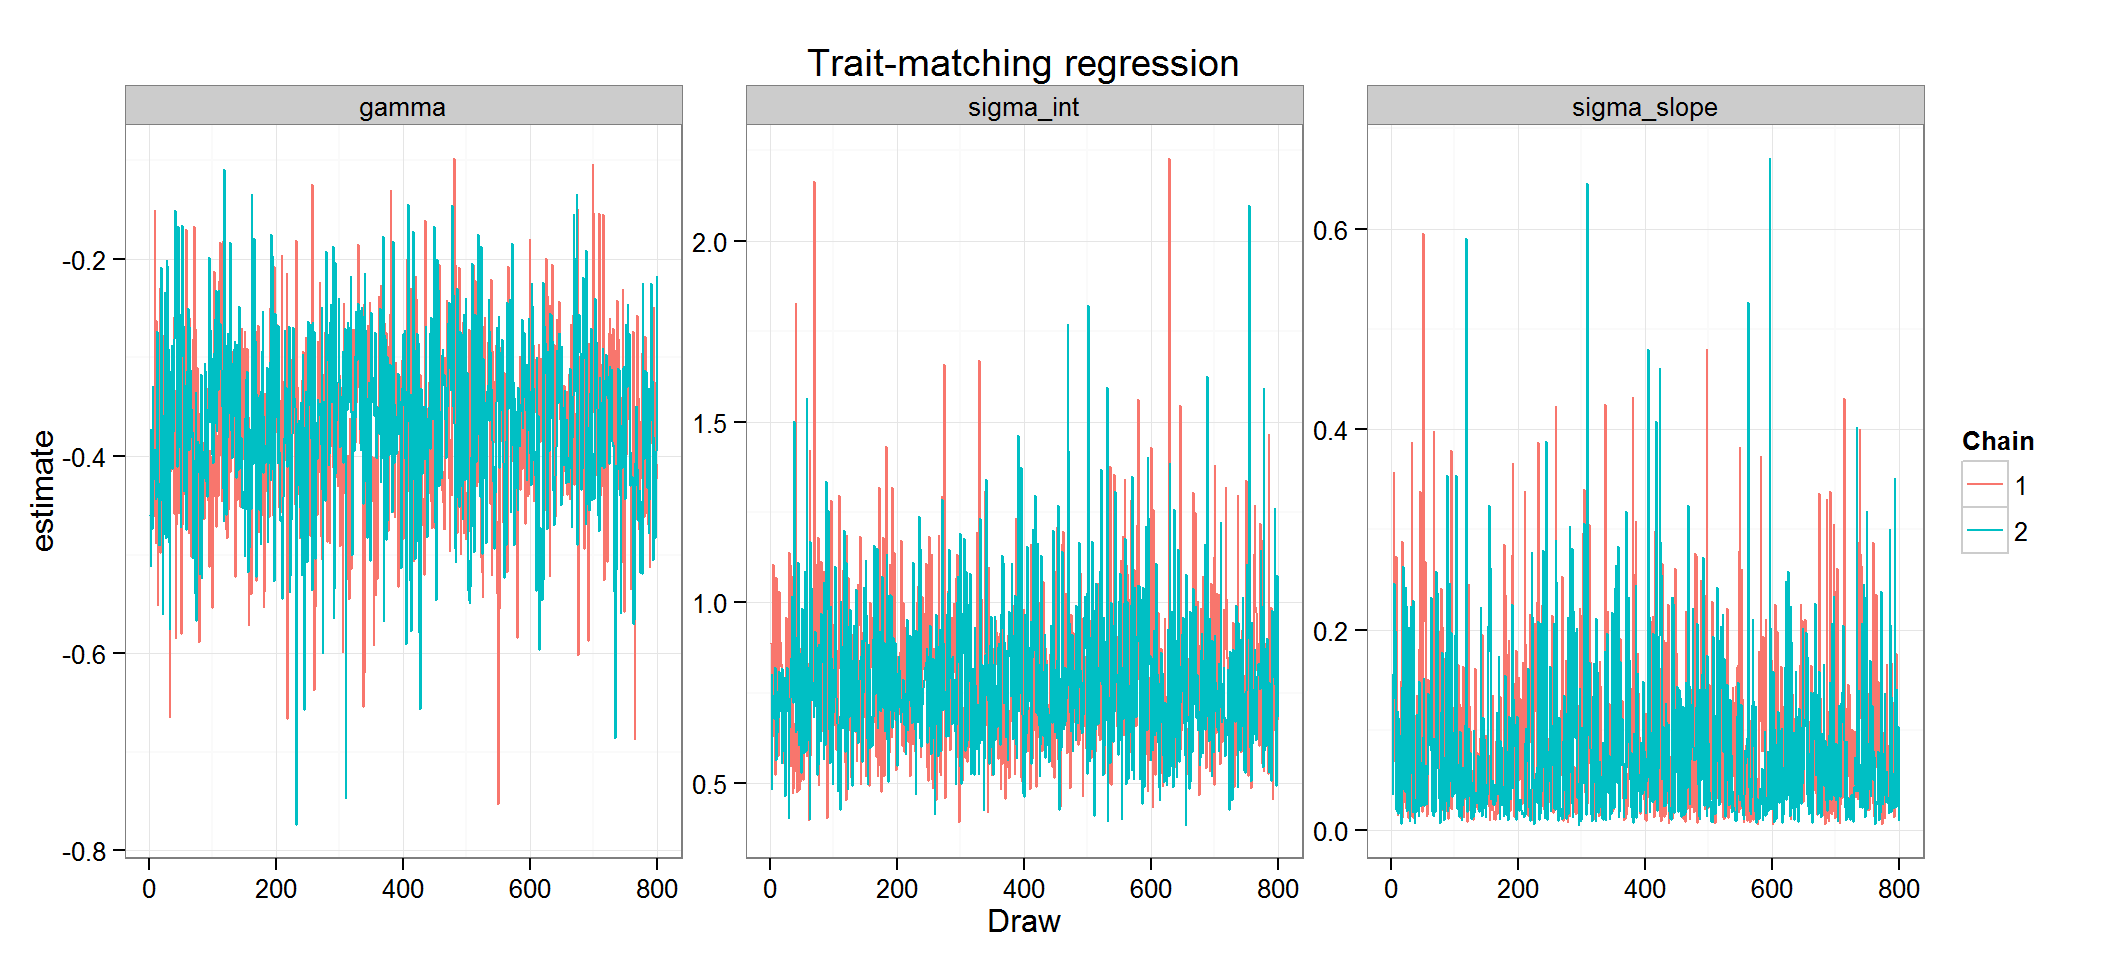 Trait-matching regression
gamma sigma_int sigma_slope
estimate
-0.2
-0.4
-0.6
-0.8
0 200 400 600 800
2.0
1.5
1.0
0.5
0 200 400 600 800
0.6
0.4
0.2
0.0
0 200 400 600 800
Draw
Chain
1
2